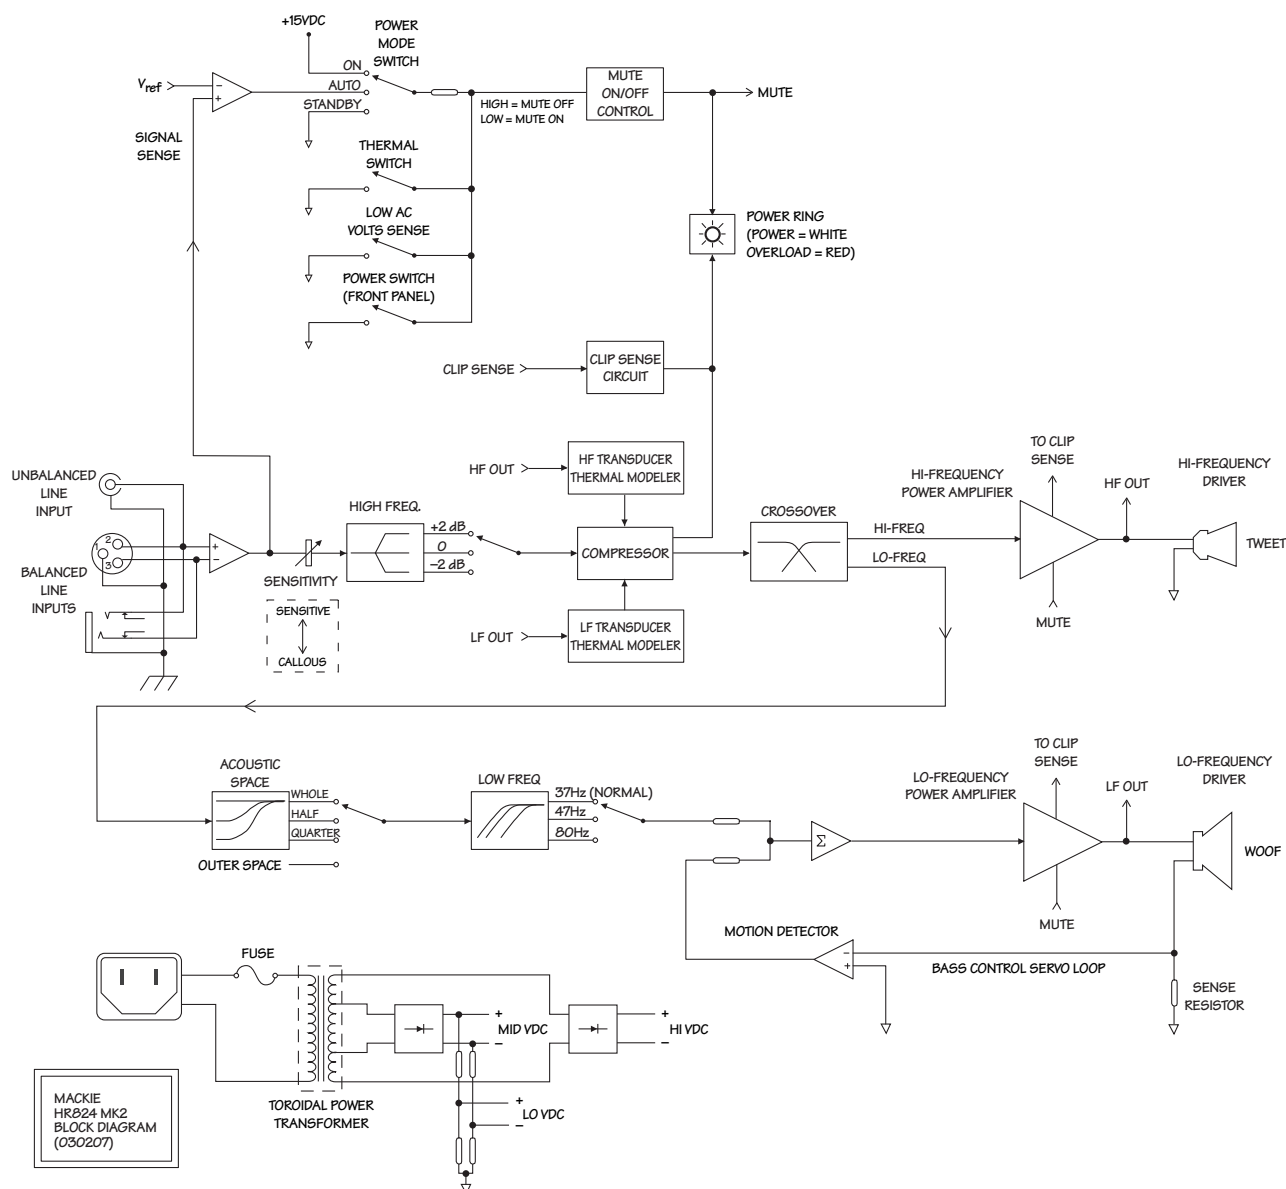 +15VDC
POWER
MODE
SWITCH
ON
AUTO
STANDBY
Vref
−
+
SIGNAL
SENSE
HIGH = MUTE OFF
LOW = MUTE ON
MUTE
ON/OFF
CONTROL
MUTE
THERMAL
SWITCH
LOW AC
VOLTS SENSE
POWER SWITCH
(FRONT PANEL)
POWER RING
(POWER = WHITE
OVERLOAD = RED)
CLIP SENSE
CLIP SENSE
CIRCUIT
UNBALANCED
LINE
INPUT
1
2
3
BALANCED
LINE
INPUTS
+
−
SENSITIVITY
SENSITIVE
CALLOUS
HIGH FREQ.
+2 dB
0
−2 dB
HF OUT
HF TRANSDUCER
THERMAL MODELER
COMPRESSOR
LF OUT
LF TRANSDUCER
THERMAL MODELER
CROSSOVER
HI-FREQ
LO-FREQ
HI-FREQUENCY
POWER AMPLIFIER
TO CLIP
SENSE
HF OUT
MUTE
HI-FREQUENCY
DRIVER
TWEET
ACOUSTIC
SPACE
WHOLE
HALF
QUARTER
OUTER SPACE
LOW FREQ
37Hz (NORMAL)
47Hz
80Hz
Σ
LO-FREQUENCY
POWER AMPLIFIER
TO CLIP
SENSE
LF OUT
MUTE
LO-FREQUENCY
DRIVER
WOOF
MOTION DETECTOR
−
+
BASS CONTROL SERVO LOOP
SENSE
RESISTOR
FUSE
TOROIDAL POWER
TRANSFORMER
+
MID VDC
−
+
HI VDC
−
+
LO VDC
−
MACKIE
HR824 MK2
BLOCK DIAGRAM
(030207)